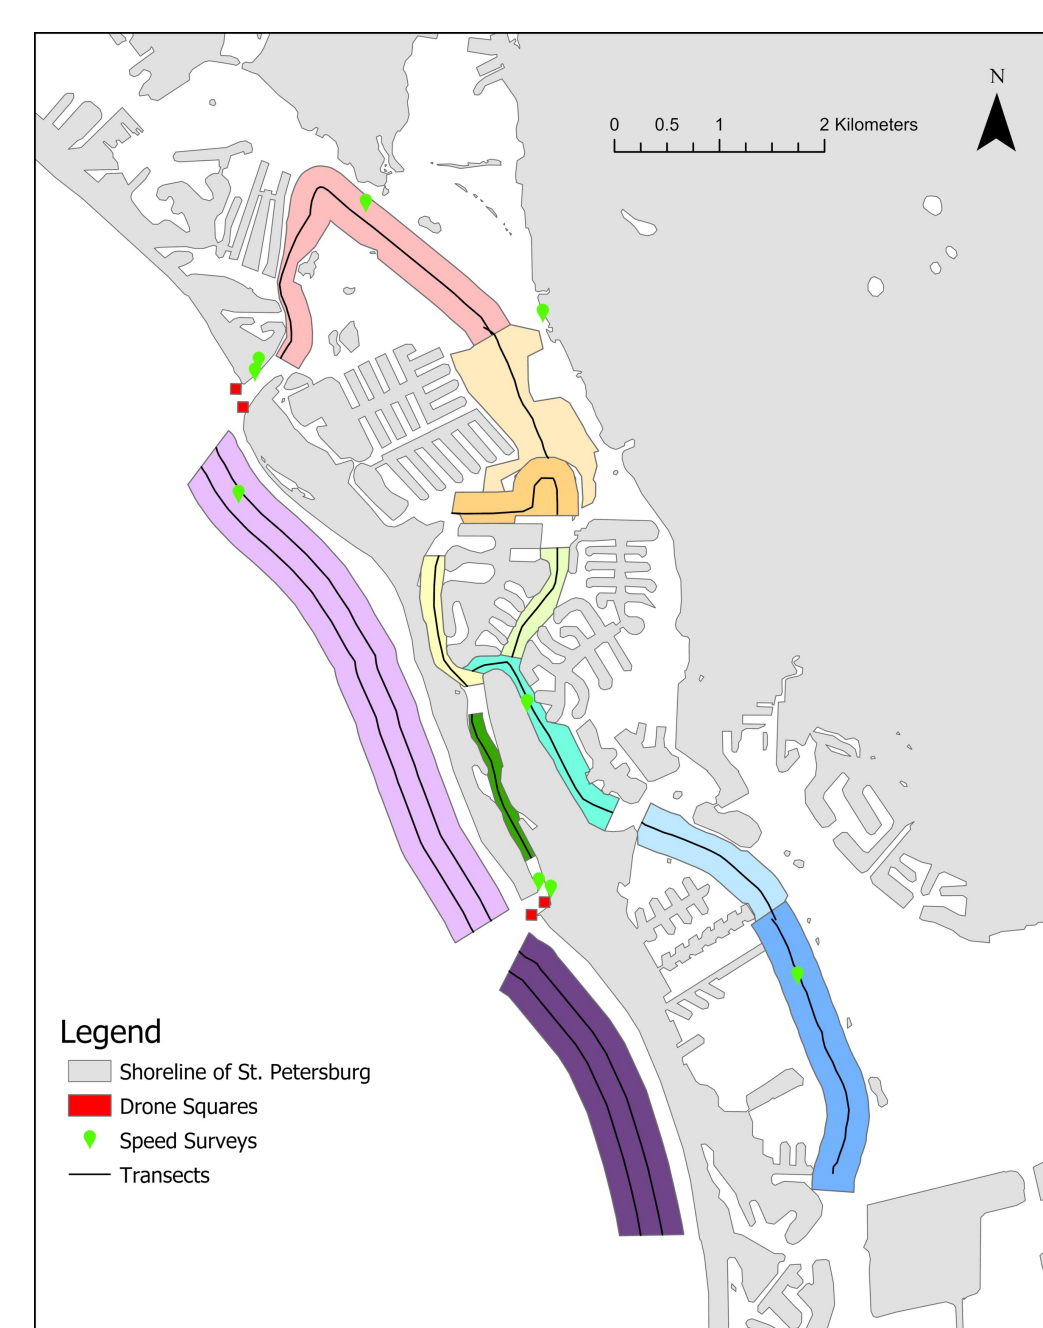 N
0 0.5 1 2 Kilometers
Legend
Shoreline of St. Petersburg
Drone Squares
Speed Surveys
Transects